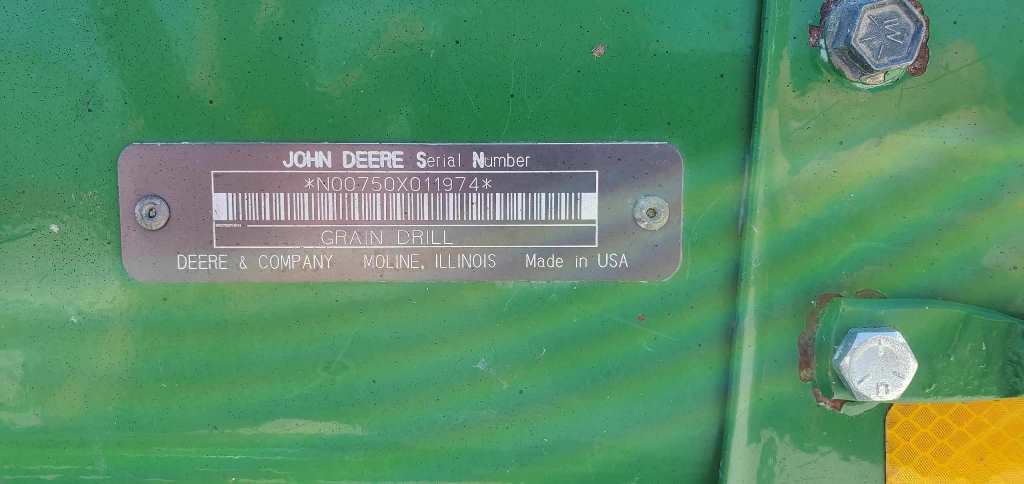 JOHN DEERE Serial Number
*N00750X011974*
GRAIN DRILL
DEERE & COMPANY MOLINE, ILLINOIS Made in USA